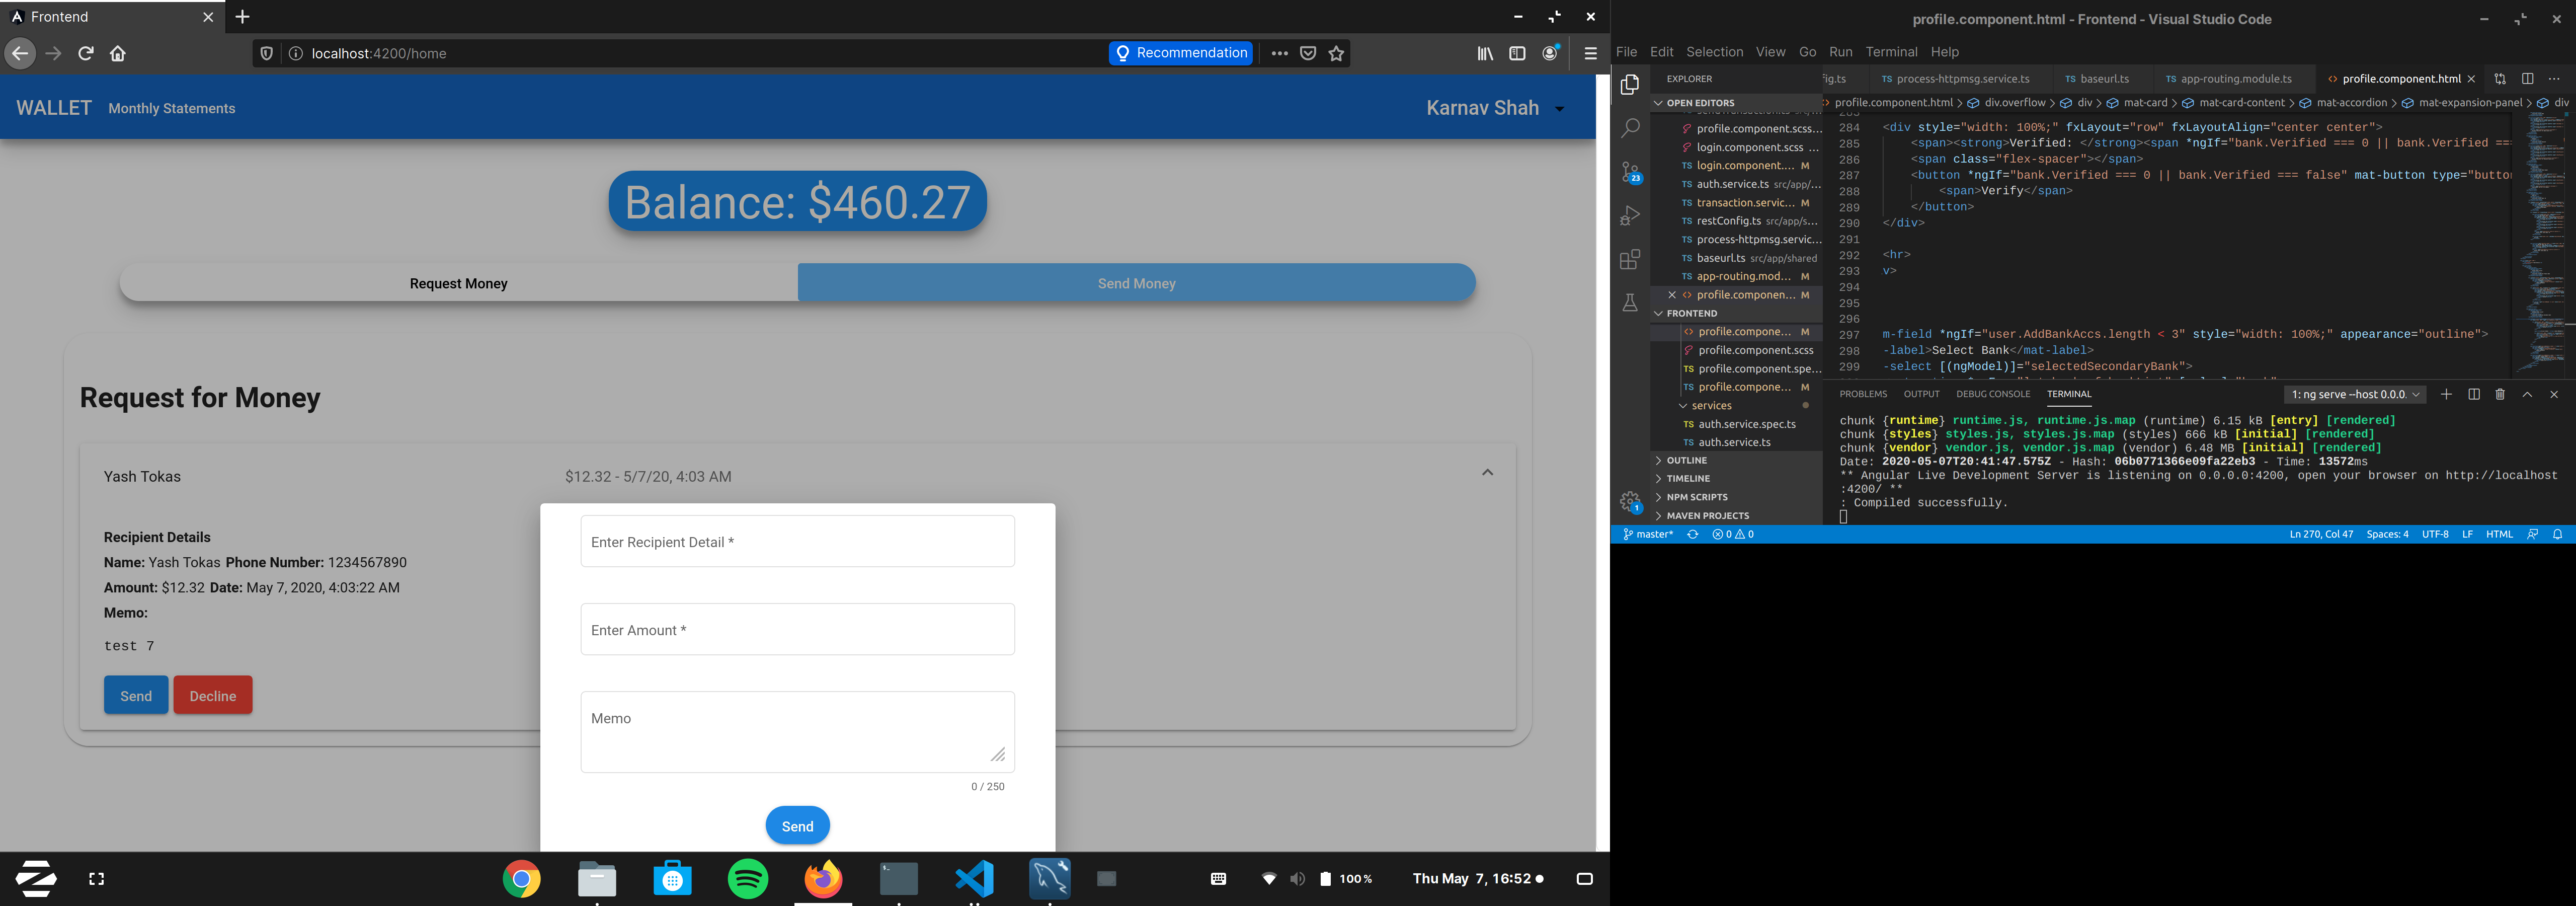 Frontend
localhost:4200/home
Recommendation
WALLET Monthly Statements
Karnav Shah
Balance: $460.27
Request Money
Send Money
Request for Money
Yash Tokas
$12.32 - 5/7/20, 4:03 AM
Recipient Details
Name: Yash Tokas Phone Number: 1234567890
Amount: $12.32 Date: May 7, 2020, 4:03:22 AM
Memo:
test 7
Send
Decline
Enter Recipient Detail *
Enter Amount *
Memo
0 / 250
Send
100 %
Thu May 7, 16:52
profile.component.html - Frontend - Visual Studio Code
File Edit Selection View Go Run Terminal Help
EXPLORER
OPEN EDITORS
profile.component.scss...
login.component.scss ...
TS login.component.... M
TS auth.service.ts src/app/...
TS transaction.servic... M
TS restConfig.ts src/app/s...
TS process-httpmsg.servic...
TS baseurl.ts src/app/shared
TS app-routing.mod... M
<> profile.componen... M
FRONTEND
<> profile.compone... M
profile.component.scss
TS profile.component.spe...
TS profile.compone... M
services
TS auth.service.spec.ts
TS auth.service.ts
OUTLINE
TIMELINE
NPM SCRIPTS
MAVEN PROJECTS
23
1
fig.ts
TS process-httpmsg.service.ts
TS baseurl.ts
TS app-routing.module.ts
<> profile.component.html
profile.component.html > div.overflow > div > mat-card > mat-card-content > mat-accordion > mat-expansion-panel > div
284 <div style="width: 100%;" fxLayout="row" fxLayoutAlign="center center">
285 <span><strong>Verified: </strong><span *ngIf="bank.Verified === 0 || bank.Verified ==
286 <span class="flex-spacer"></span>
287 <button *ngIf="bank.Verified === 0 || bank.Verified === false" mat-button type="button
288 <span>Verify</span>
289 </button>
290 </div>
291
292 <hr>
293 v>
294
295
296
297 m-field *ngIf="user.AddBankAccs.length < 3" style="width: 100%;" appearance="outline">
298 -label>Select Bank</mat-label>
299 -select [(ngModel)]="selectedSecondaryBank">
PROBLEMS OUTPUT DEBUG CONSOLE TERMINAL
1: ng serve --host 0.0.0.
chunk {runtime} runtime.js, runtime.js.map (runtime) 6.15 kB [entry] [rendered]
chunk {styles} styles.js, styles.js.map (styles) 666 kB [initial] [rendered]
chunk {vendor} vendor.js, vendor.js.map (vendor) 6.48 MB [initial] [rendered]
Date: 2020-05-07T20:41:47.575Z - Hash: 06b0771366e09fa22eb3 - Time: 13572ms
** Angular Live Development Server is listening on 0.0.0.0:4200, open your browser on http://localhost
:4200/ **
: Compiled successfully.
master* 0 0
Ln 270, Col 47 Spaces: 4 UTF-8 LF HTML